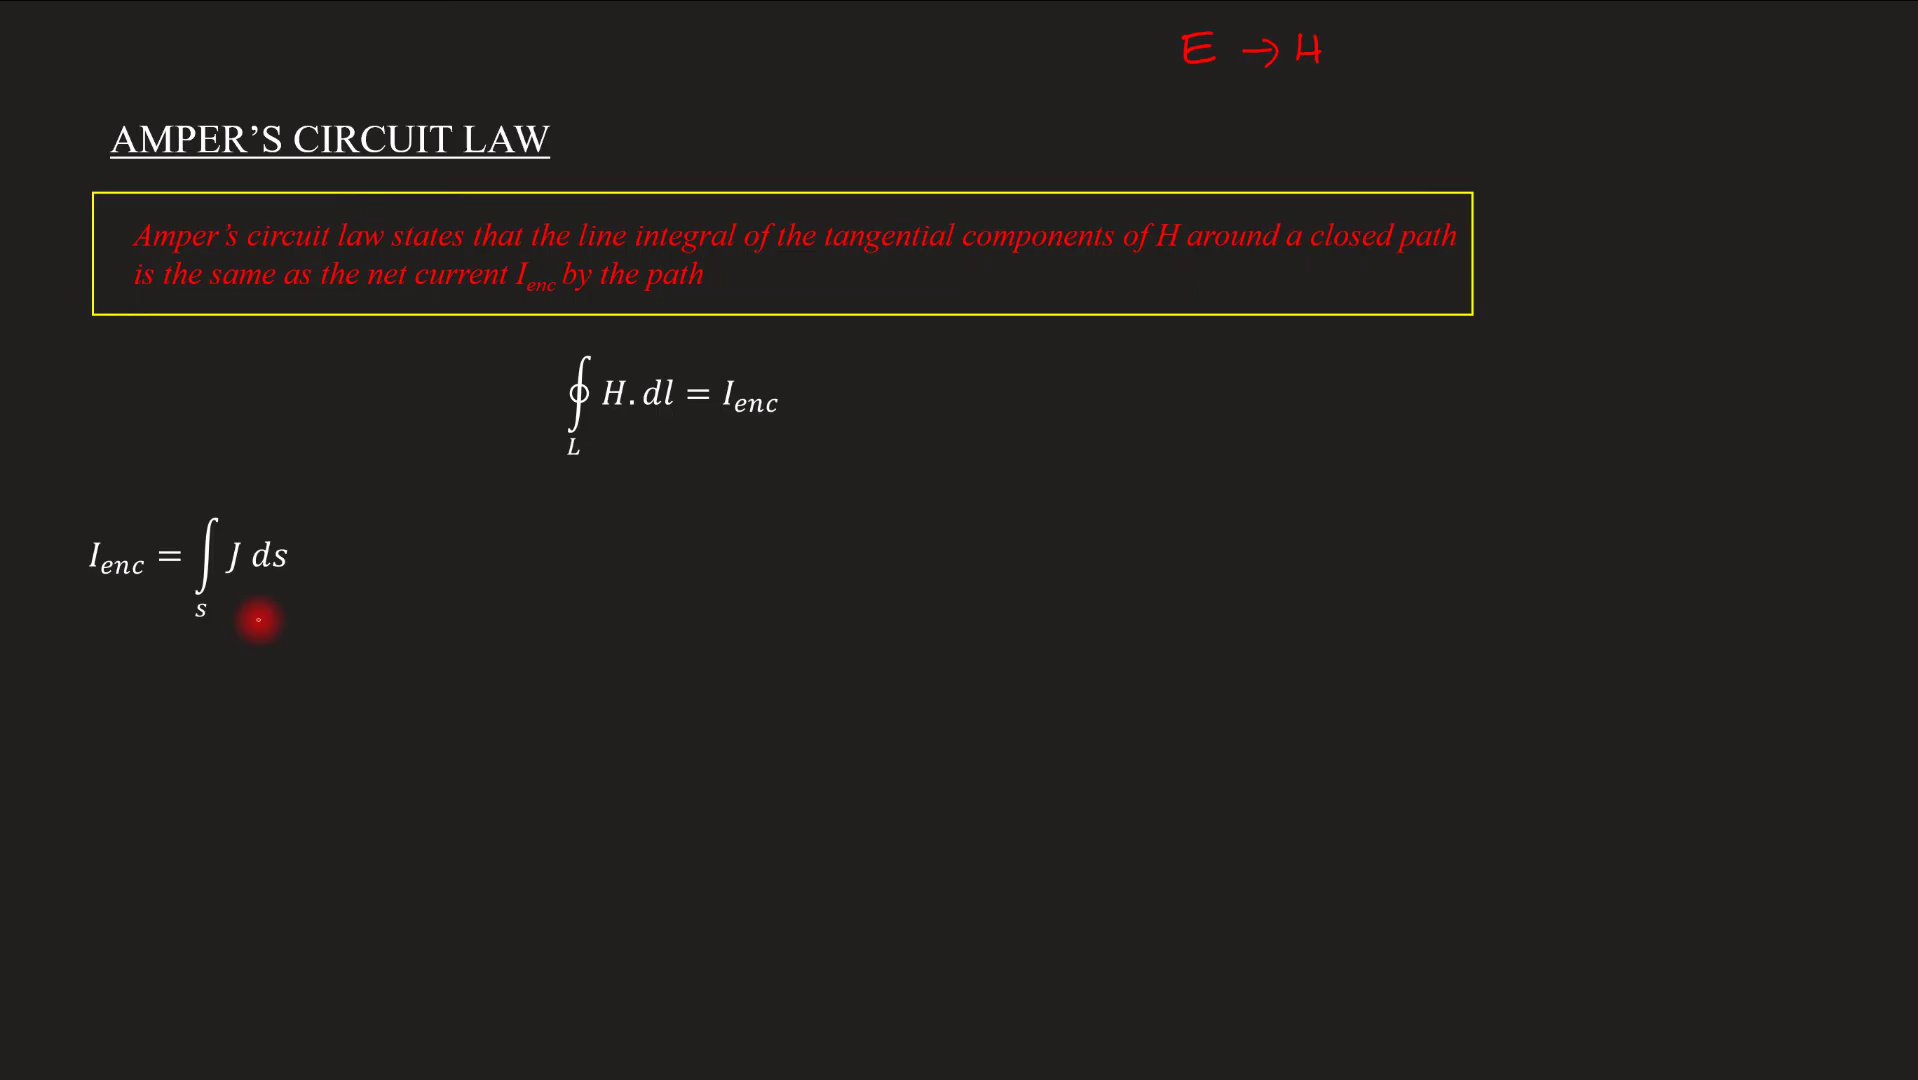 E → H
AMPER’S CIRCUIT LAW
Amper’s circuit law states that the line integral of the tangential components of H around a closed path
is the same as the net current I_enc by the path
∮_L H . dl = I_enc
I_enc = ∫_s J ds